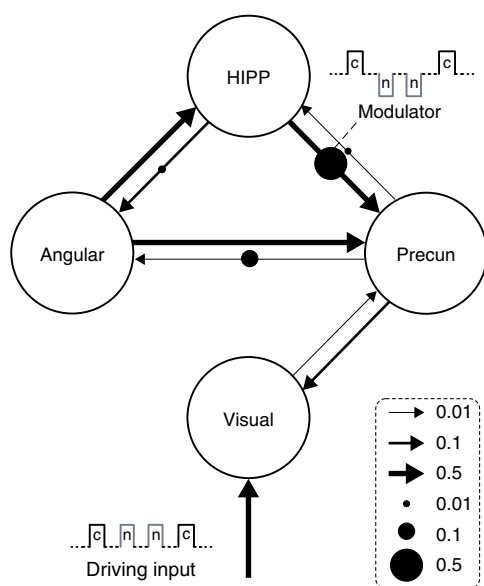 HIPP
c n n c
Modulator
Angular
Precun
Visual
c n n c
Driving input
0.01
0.1
0.5
0.01
0.1
0.5